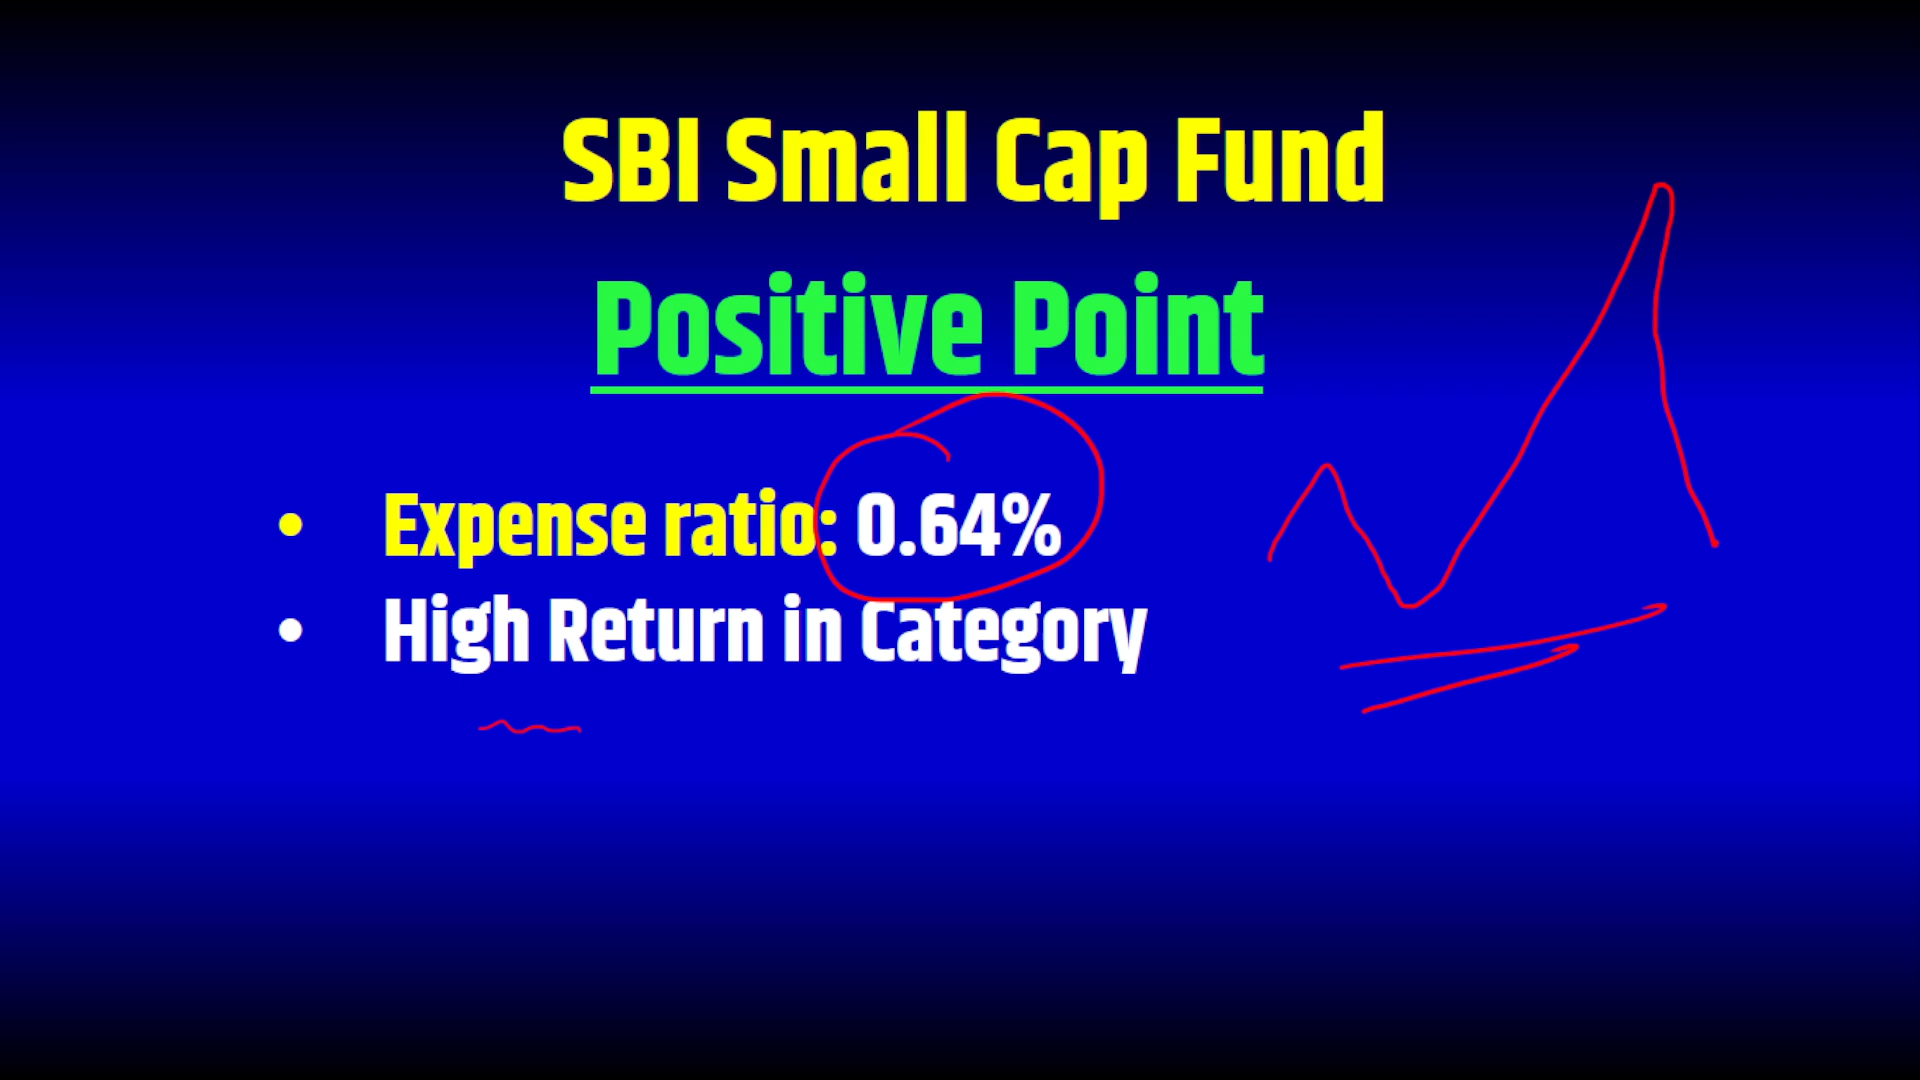 SBI Small Cap Fund
Positive Point
• Expense ratio: 0.64%
• High Return in Category